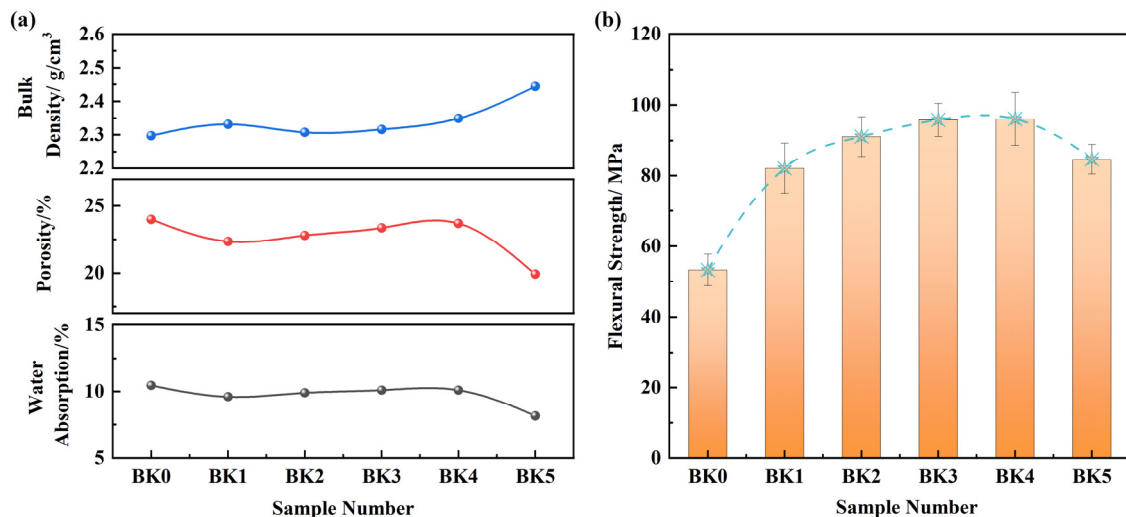 (a)
Bulk
Density/ g/cm³
2.6
2.5
2.4
2.3
2.2
Porosity/%
25
20
Water
Absorption/%
15
10
5
BK0 BK1 BK2 BK3 BK4 BK5
Sample Number
(b)
Flexural Strength/ MPa
120
100
80
60
40
20
0
BK0 BK1 BK2 BK3 BK4 BK5
Sample Number